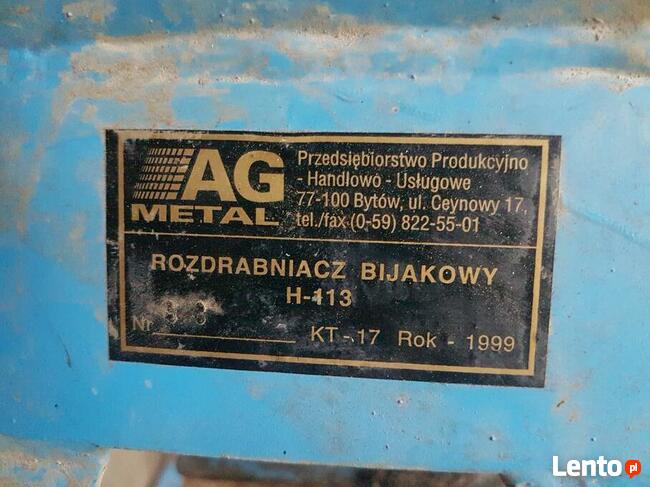 AG
METAL
Przedsiębiorstwo Produkcyjno
- Handlowo - Usługowe
77-100 Bytów, ul. Ceynowy 17,
tel./fax (0-59) 822-55-01
ROZDRABNIACZ BIJAKOWY
H-113
Nr
KT- 17 Rok - 1999
Lento.pl